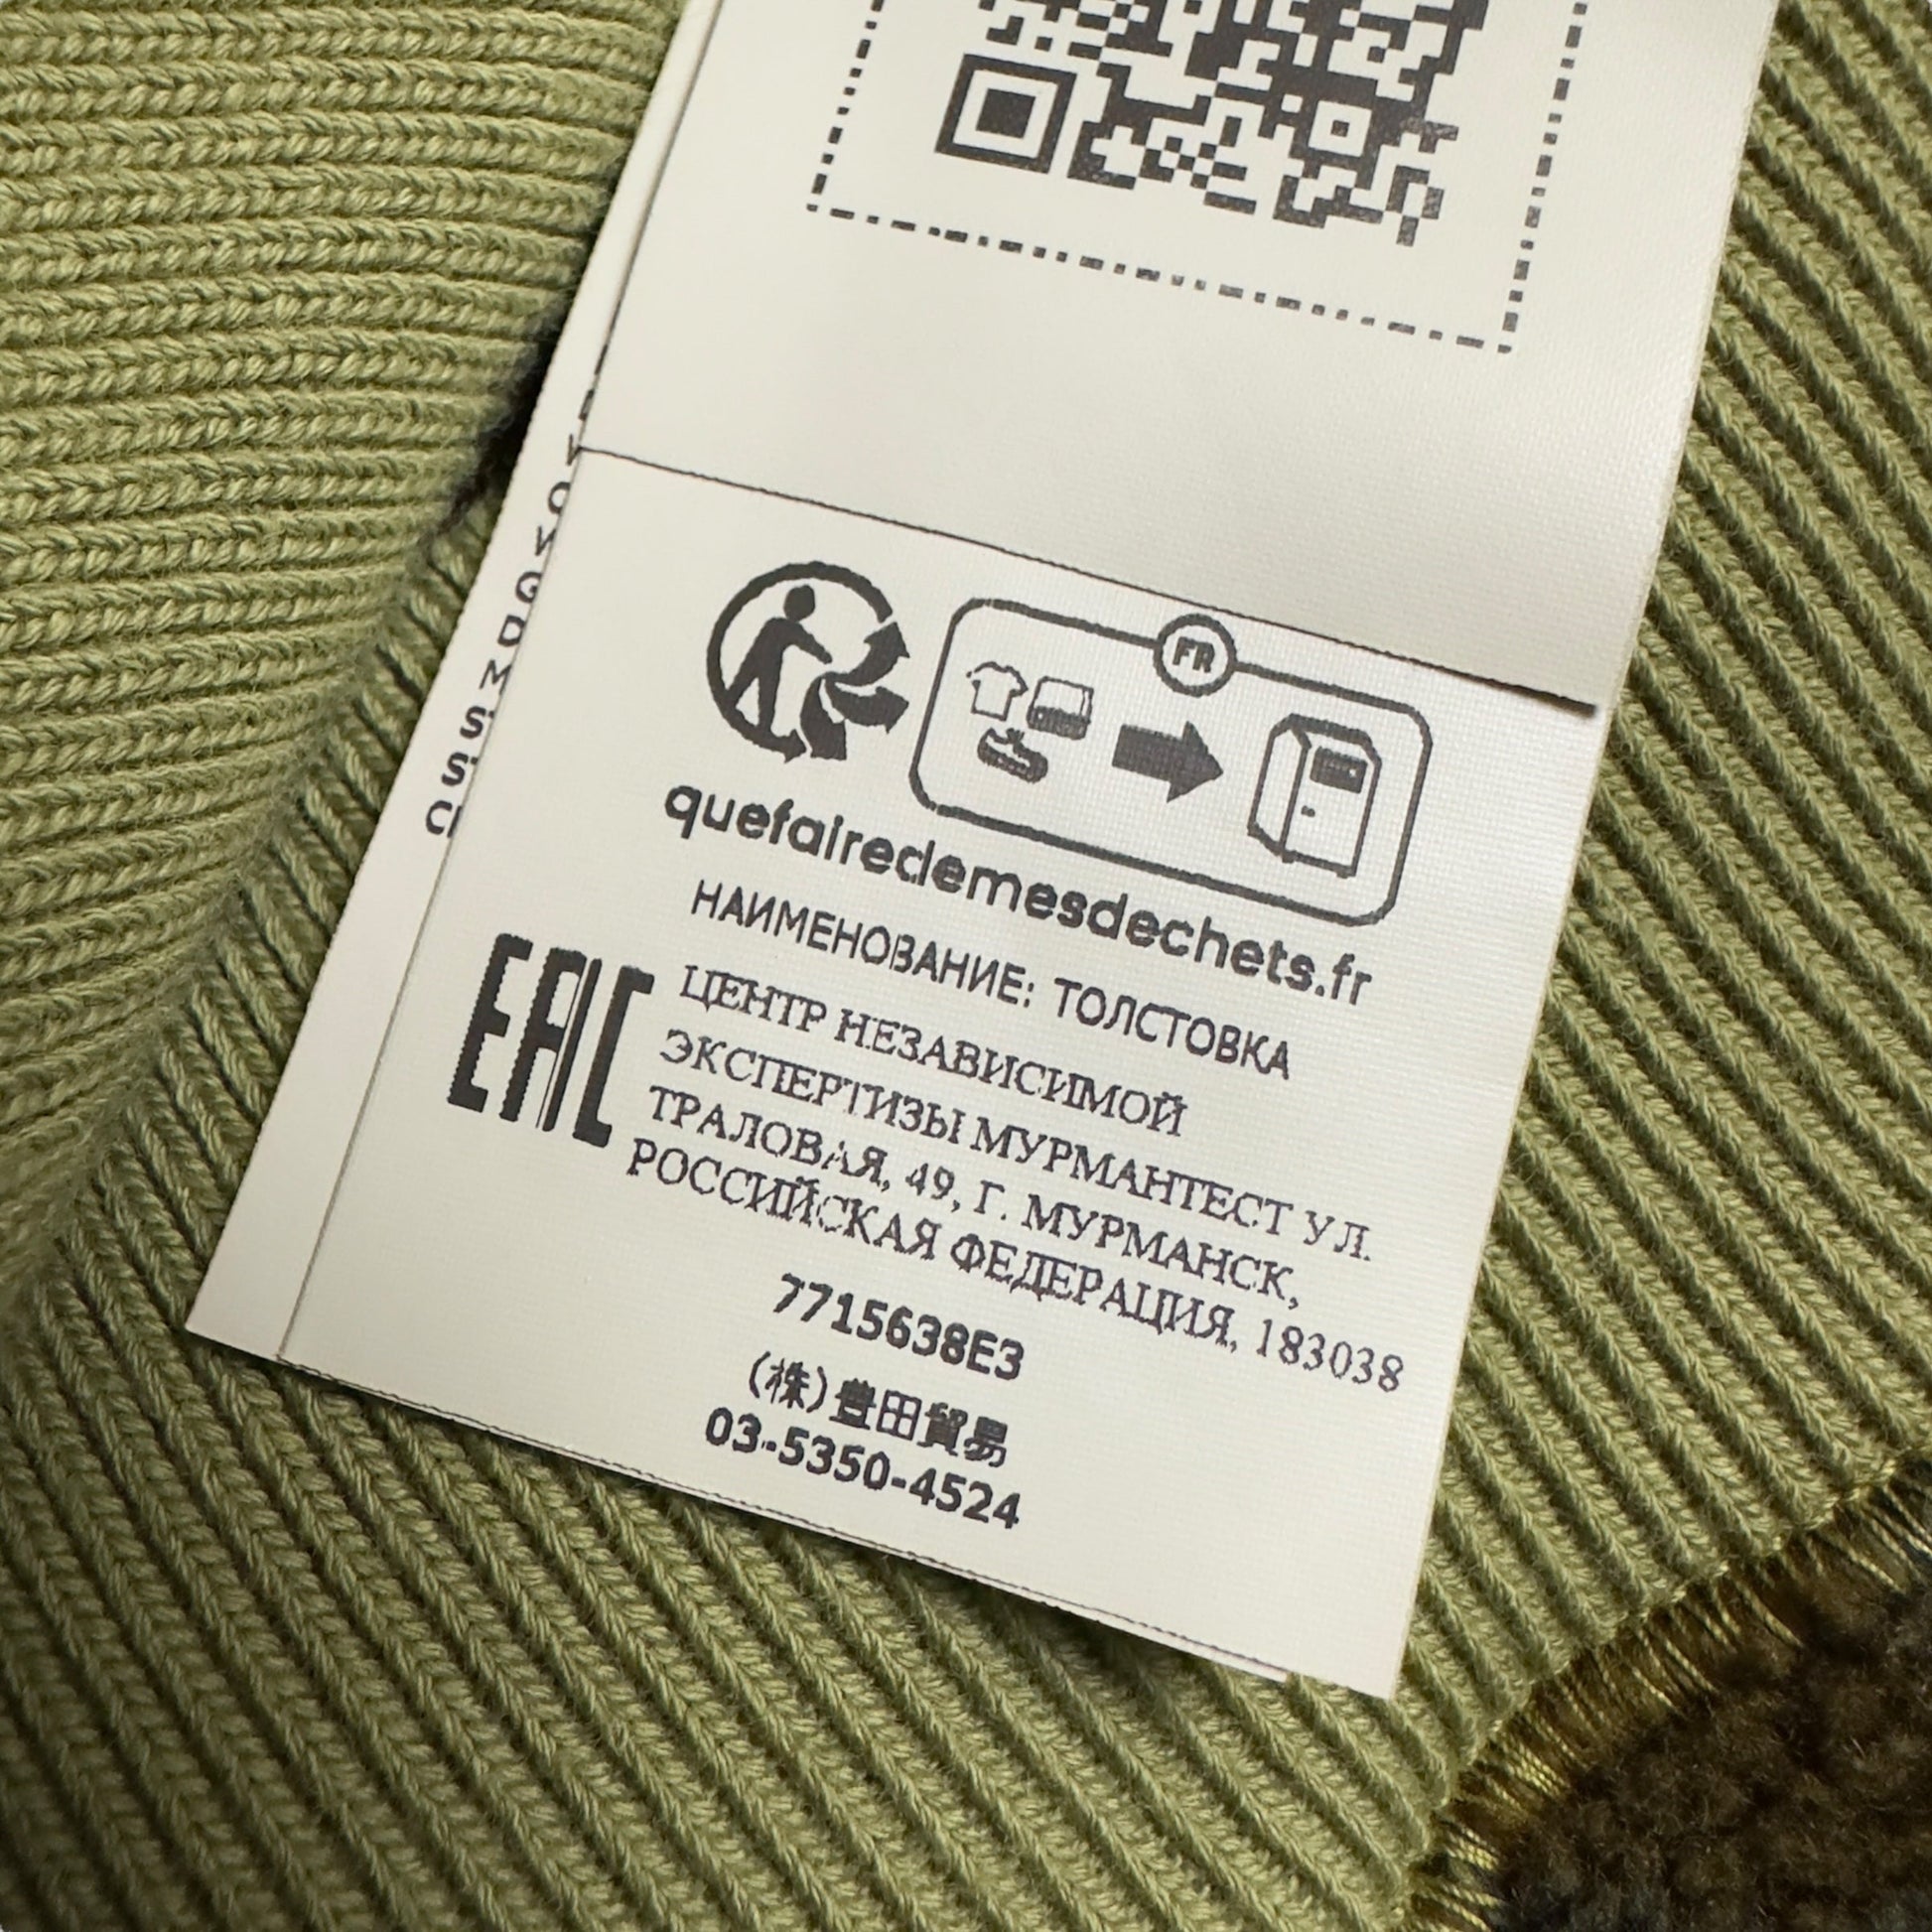 FR
quefairedemesdechets.fr
НАИМЕНОВАНИЕ: ТОЛСТОВКА
EAC
ЦЕНТР НЕЗАВИСИМОЙ
ЭКСПЕРТИЗЫ МУРМАНТЕСТ УЛ.
ТРАЛОВАЯ, 49, Г. МУРМАНСК,
РОССИЙСКАЯ ФЕДЕРАЦИЯ, 183038
7715638E3
(株)豊田貿易
03-5350-4524